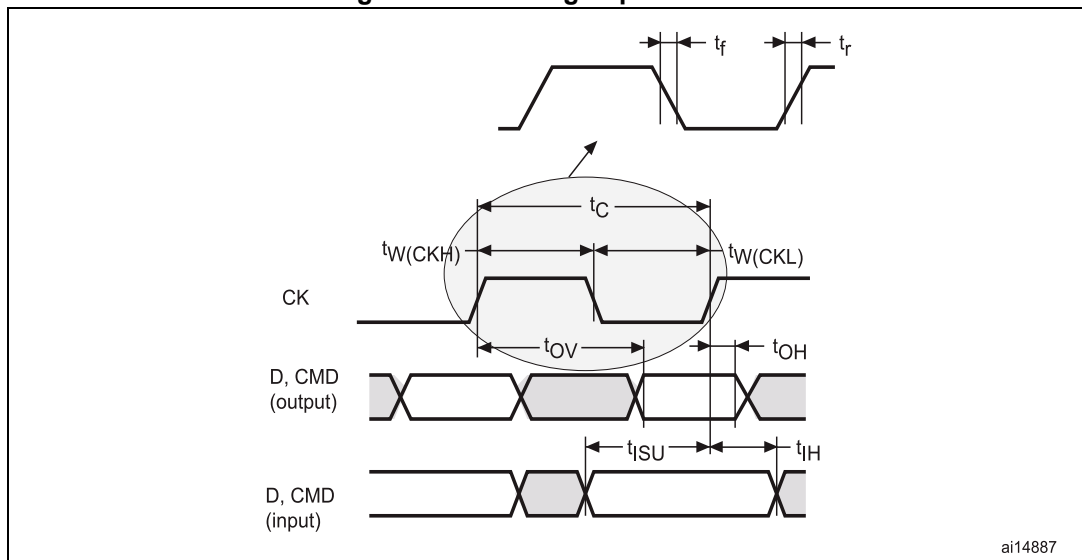 tf
tr
tC
tW(CKH)
tW(CKL)
CK
tOV
tOH
D, CMD
(output)
tISU
tIH
D, CMD
(input)
ai14887